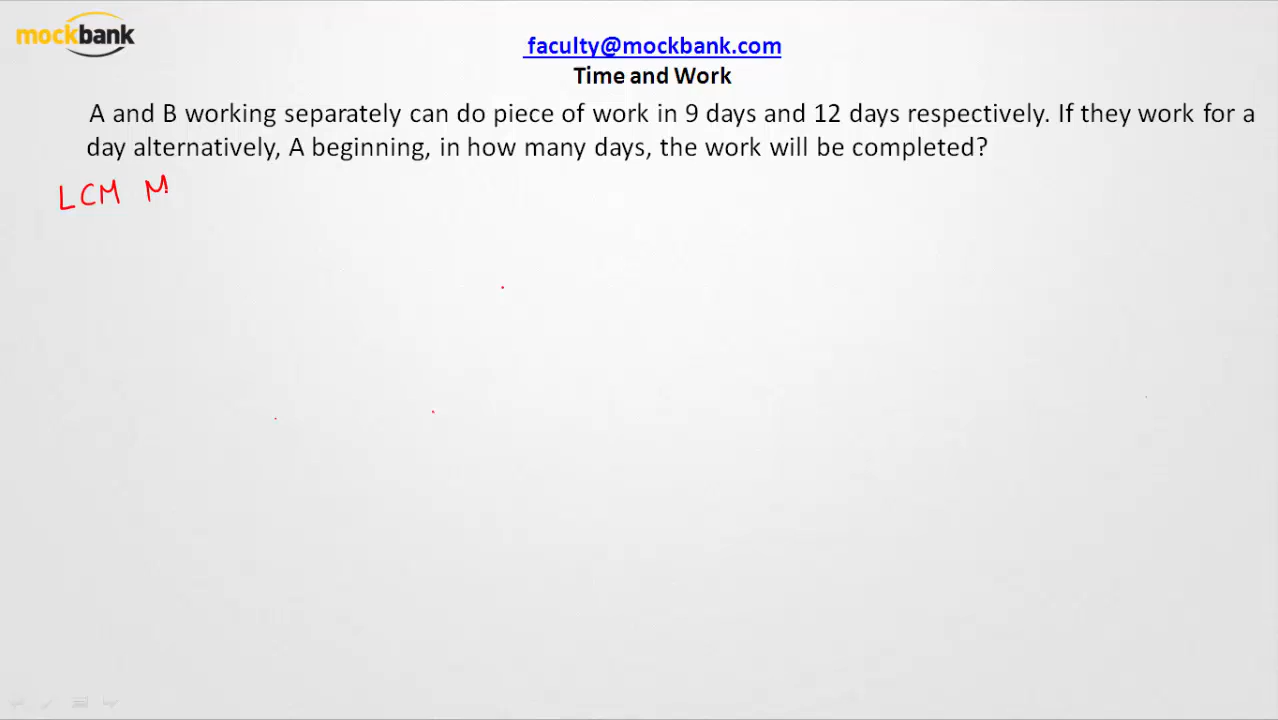 mockbank
faculty@mockbank.com
Time and Work
A and B working separately can do piece of work in 9 days and 12 days respectively. If they work for a
day alternatively, A beginning, in how many days, the work will be completed?
LCM M